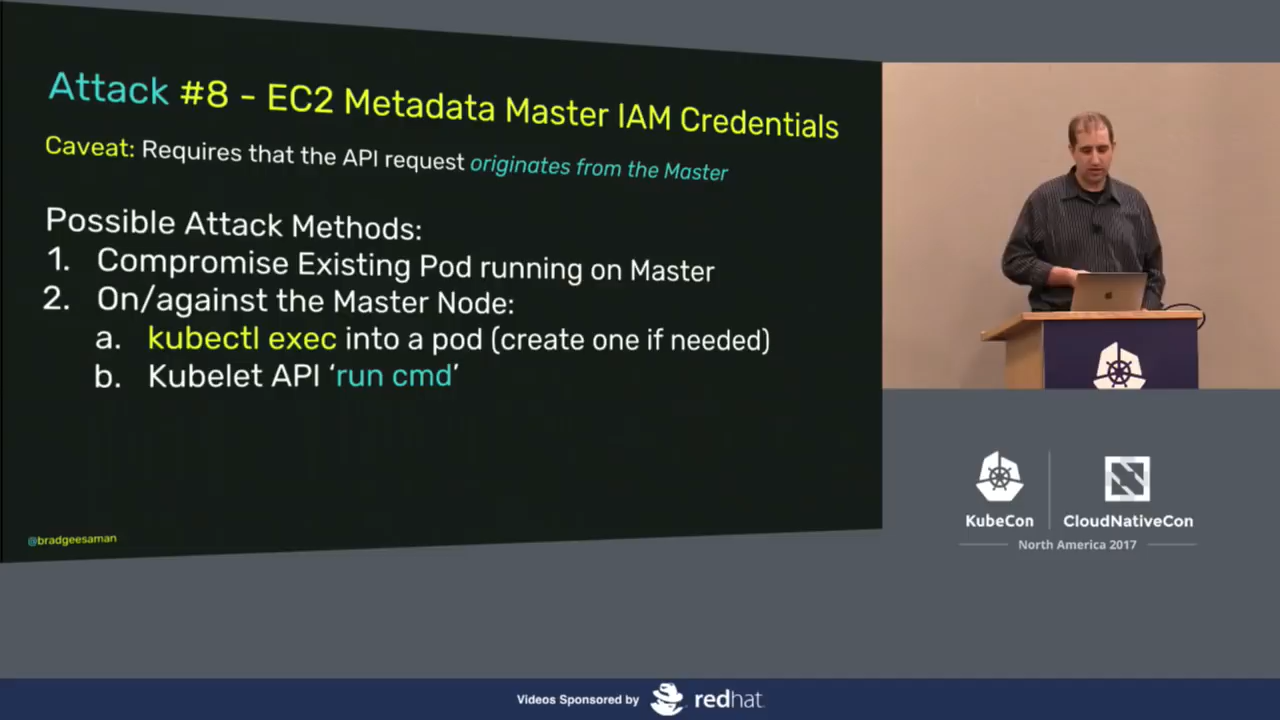 Attack #8 - EC2 Metadata Master IAM Credentials
Caveat: Requires that the API request originates from the Master
Possible Attack Methods:
1. Compromise Existing Pod running on Master
2. On/against the Master Node:
a. kubectl exec into a pod (create one if needed)
b. Kubelet API ‘run cmd’
@bradgeesaman
KubeCon
CloudNativeCon
North America 2017
Videos Sponsored by
redhat.